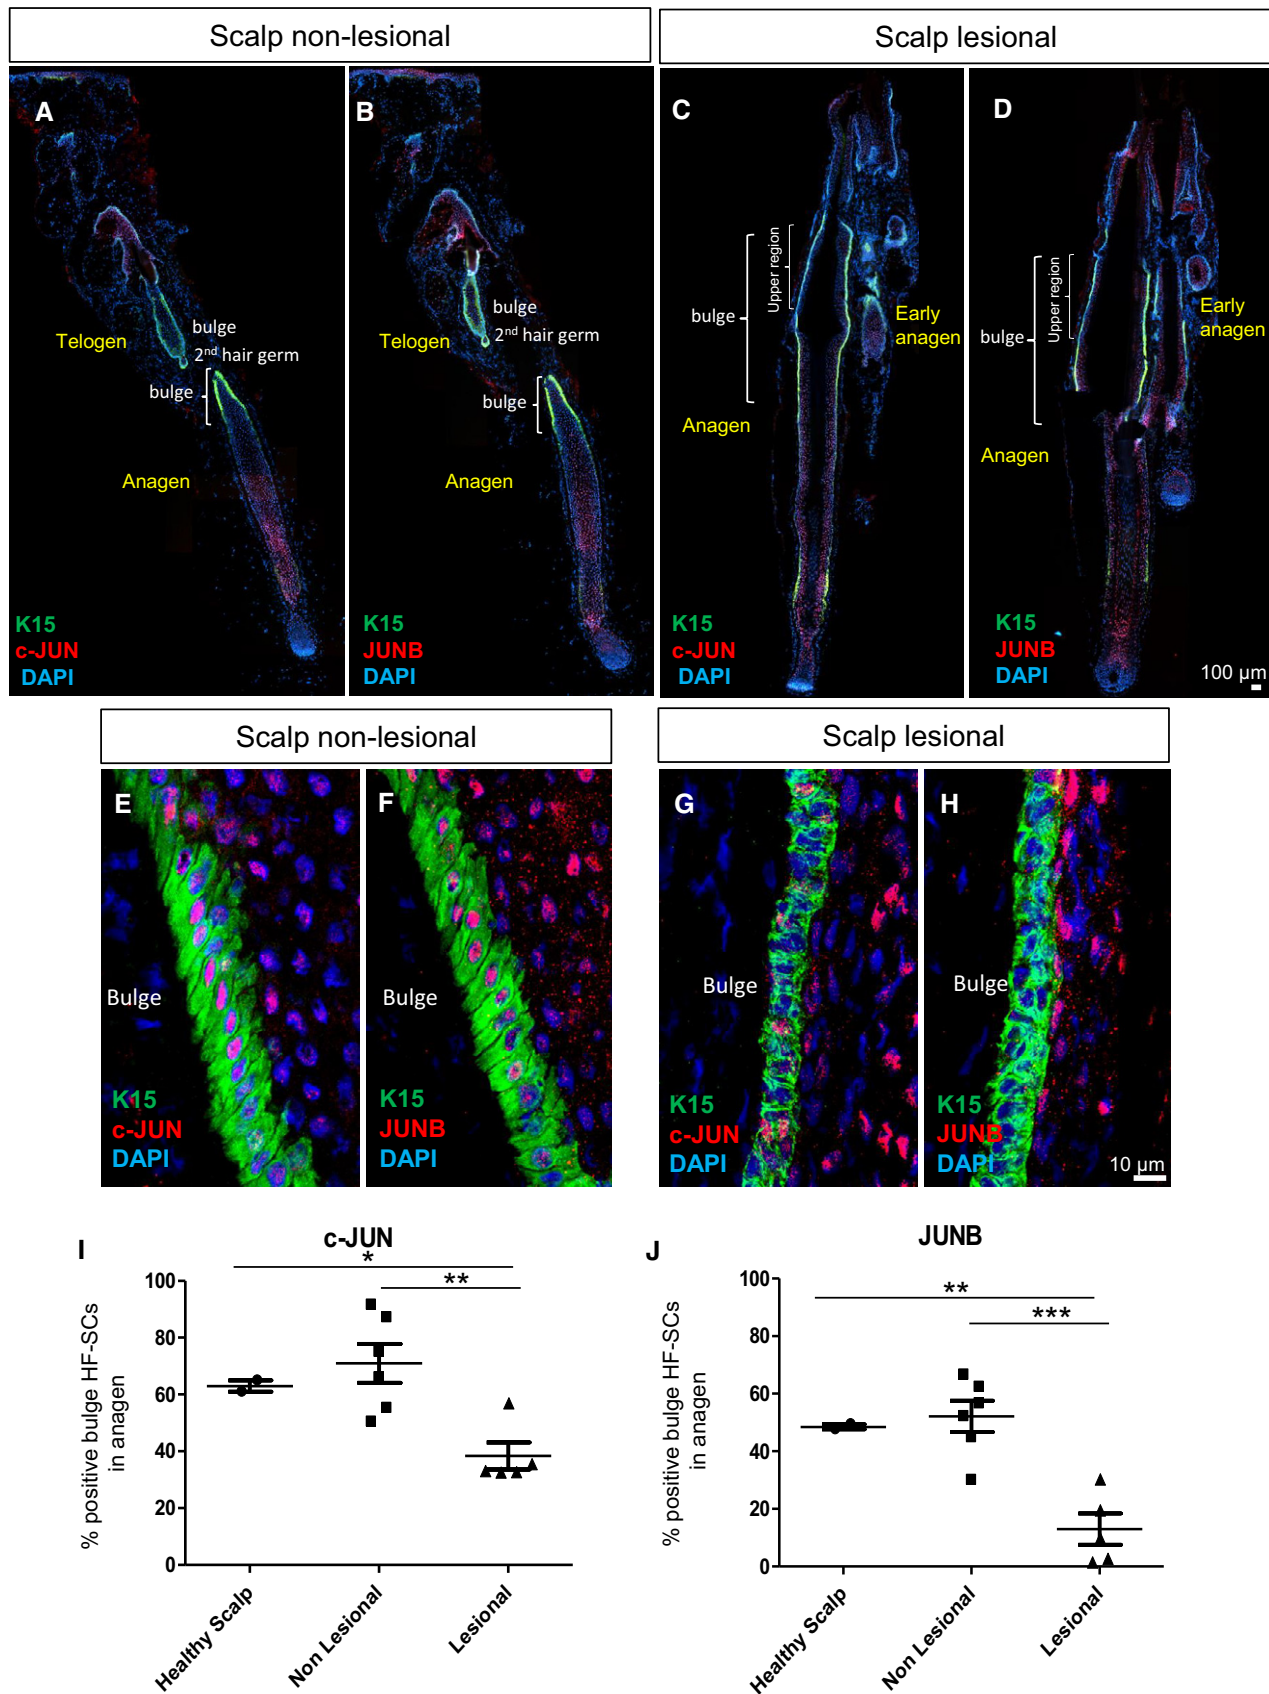 Scalp non-lesional
Scalp lesional
A
bulge
2nd hair germ
Telogen
bulge
Anagen
K15
c-JUN
DAPI
B
bulge
2nd hair germ
Telogen
bulge
Anagen
K15
JUNB
DAPI
C
Upper region
bulge
Early
anagen
Anagen
K15
c-JUN
DAPI
D
Upper region
bulge
Early
anagen
Anagen
K15
JUNB
DAPI
100 µm
Scalp non-lesional
Scalp lesional
E
Bulge
K15
c-JUN
DAPI
F
Bulge
K15
JUNB
DAPI
G
Bulge
K15
c-JUN
DAPI
H
Bulge
K15
JUNB
DAPI
10 µm
I
c-JUN
*
**
% positive bulge HF-SCs
in anagen
100
80
60
40
20
0
Healthy Scalp
Non Lesional
Lesional
J
JUNB
**
***
% positive bulge HF-SCs
in anagen
100
80
60
40
20
0
Healthy Scalp
Non Lesional
Lesional